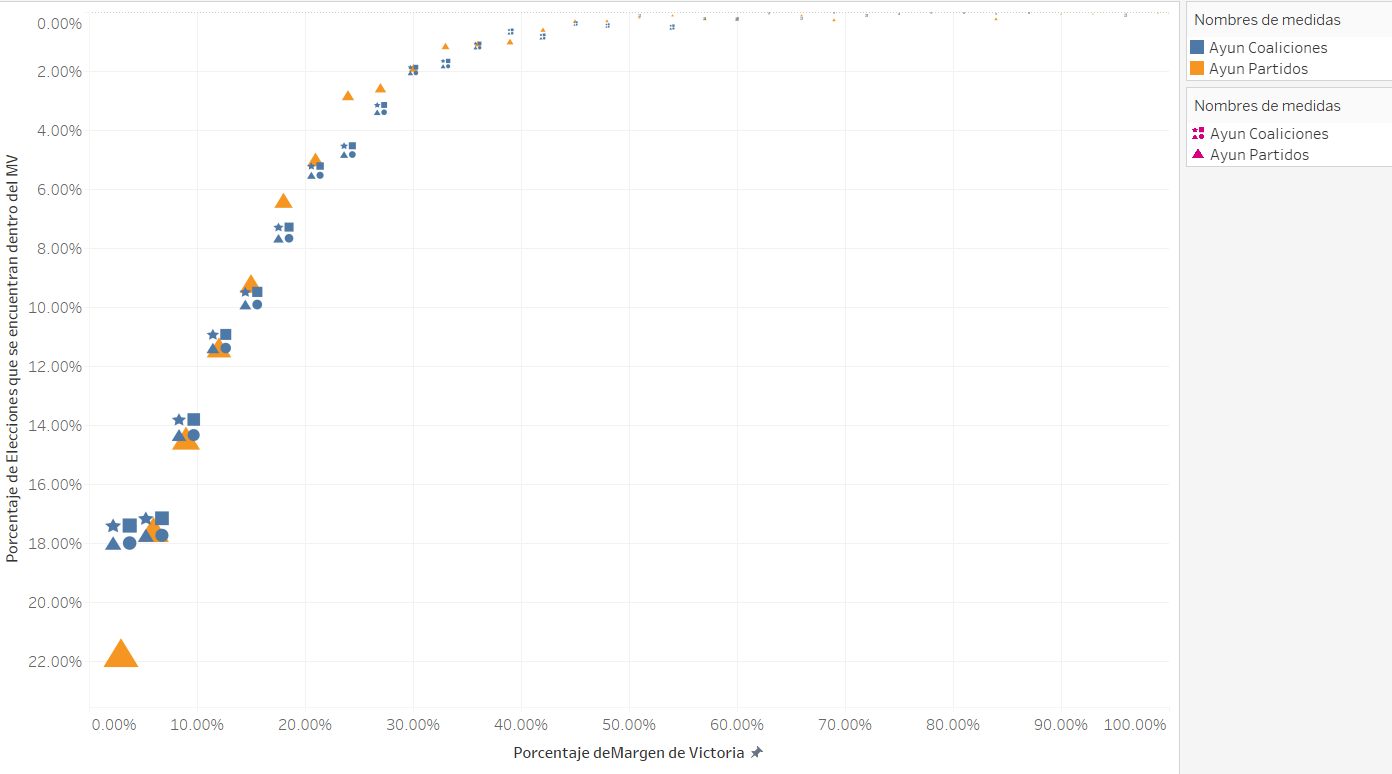 Porcentaje de Elecciones que se encuentran dentro del MV
0.00%
2.00%
4.00%
6.00%
8.00%
10.00%
12.00%
14.00%
16.00%
18.00%
20.00%
22.00%
0.00% 10.00% 20.00% 30.00% 40.00% 50.00% 60.00% 70.00% 80.00% 90.00% 100.00%
Porcentaje deMargen de Victoria
Nombres de medidas
Ayun Coaliciones
Ayun Partidos
Nombres de medidas
Ayun Coaliciones
Ayun Partidos